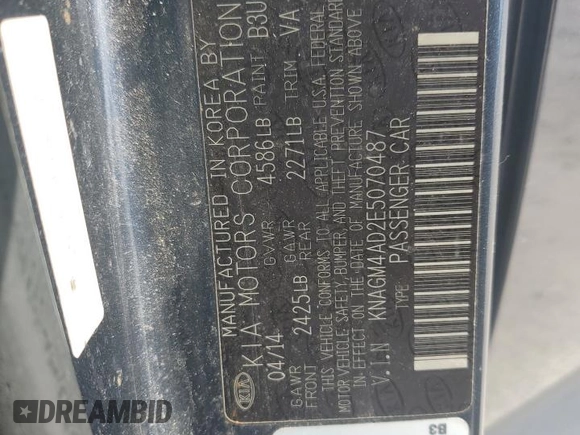 MANUFACTURED IN KOREA BY
KIA MOTORS CORPORATION
04/14 GVWR 4586LB PAINT B3U
GAWR FRONT 2425LB GAWR REAR 2271LB TRIM VA
THIS VEHICLE CONFORMS TO ALL APPLICABLE U.S.A. FEDERAL
MOTOR VEHICLE SAFETY, BUMPER, AND THEFT PREVENTION STANDARD
IN EFFECT ON THE DATE OF MANUFACTURE SHOWN ABOVE
V.I.N KNAGM4AD2E5070487
TYPE PASSENGER CAR
KIA
B3
DREAMBID